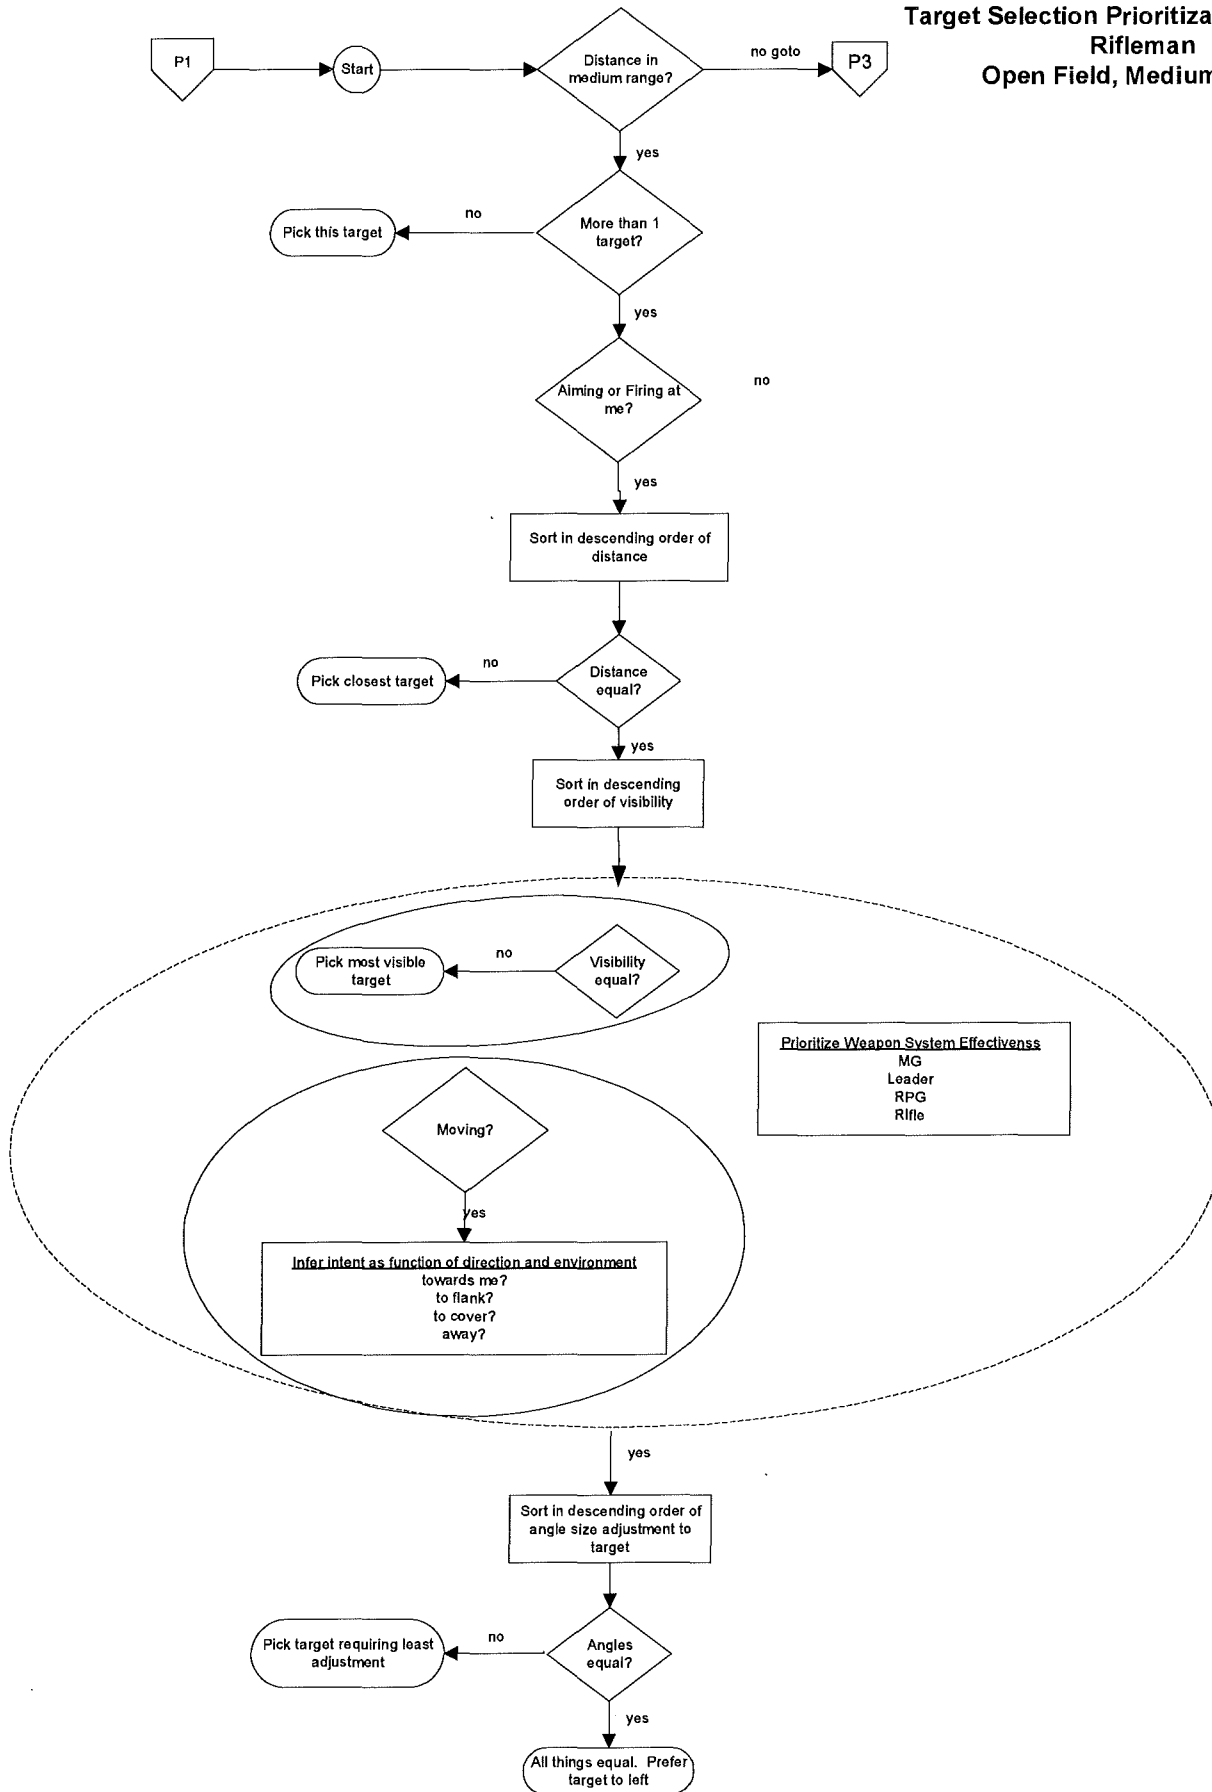 Target Selection Prioritiza
Rifleman
Open Field, Medium
P1
Start
Distance in
medium range?
no goto
P3
yes
More than 1
target?
no
Pick this target
yes
Aiming or Firing at
me?
no
yes
Sort in descending order of
distance
Distance
equal?
no
Pick closest target
yes
Sort in descending
order of visibility
Visibility
equal?
no
Pick most visible
target
Prioritize Weapon System Effectivenss
MG
Leader
RPG
Rifle
Moving?
yes
Infer intent as function of direction and environment
towards me?
to flank?
to cover?
away?
yes
Sort in descending order of
angle size adjustment to
target
Angles
equal?
no
Pick target requiring least
adjustment
yes
All things equal. Prefer
target to left